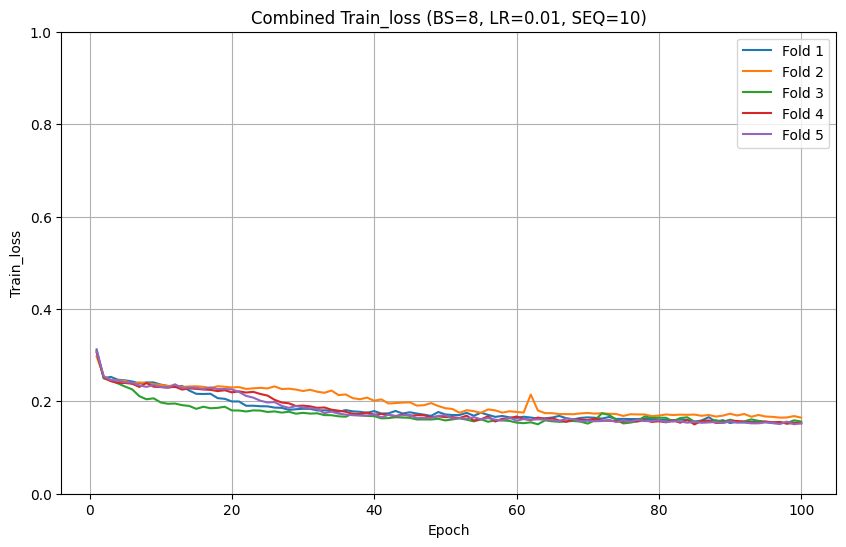 Combined Train_loss (BS=8, LR=0.01, SEQ=10)
Fold 1
Fold 2
Fold 3
Fold 4
Fold 5
Train_loss
1.0
0.8
0.6
0.4
0.2
0.0
0 20 40 60 80 100
Epoch